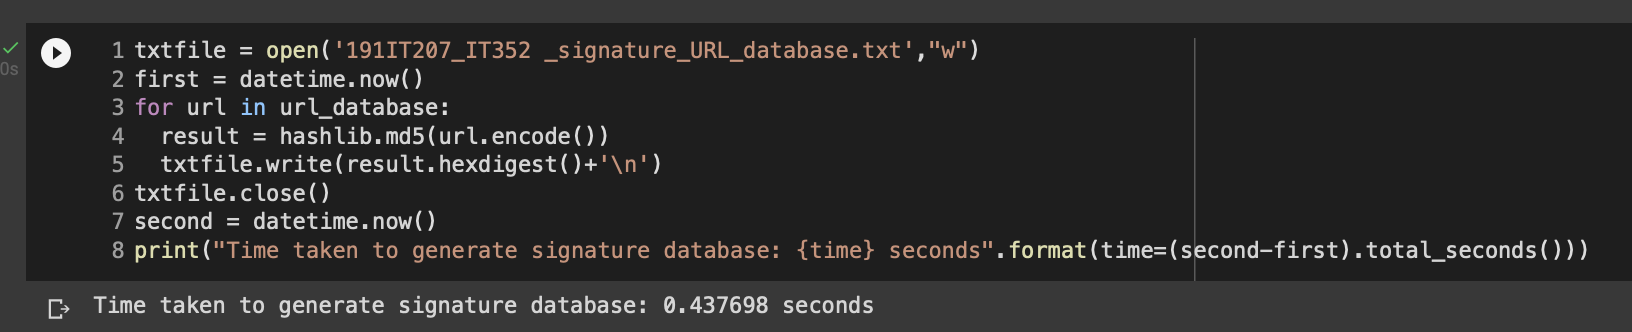 1 txtfile = open('191IT207_IT352 _signature_URL_database.txt',"w")
2 first = datetime.now()
3 for url in url_database:
4   result = hashlib.md5(url.encode())
5   txtfile.write(result.hexdigest()+'\n')
6 txtfile.close()
7 second = datetime.now()
8 print("Time taken to generate signature database: {time} seconds".format(time=(second-first).total_seconds()))
0s
Time taken to generate signature database: 0.437698 seconds